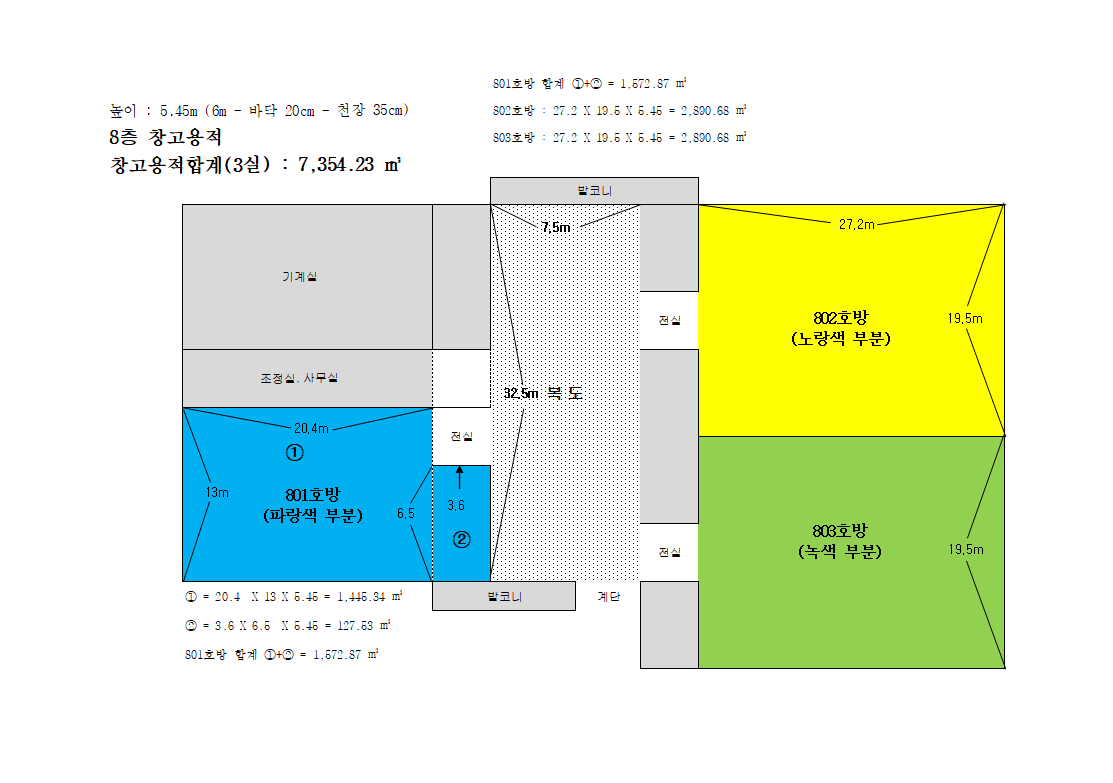 801호방 합계 ①+② = 1,572.87 ㎥
높이 : 5.45m (6m - 바닥 20cm - 천장 35cm)
802호방 : 27.2 X 19.5 X 5.45 = 2,890.68 ㎥
8층 창고용적
803호방 : 27.2 X 19.5 X 5.45 = 2,890.68 ㎥
창고용적합계(3실) : 7,354.23 ㎥
발코니
7.5m
27.2m
기계실
전실
802호방
(노랑색 부분)
19.5m
조정실, 사무실
32.5m 복 도
20.4m
①
전실
13m
801호방
(파랑색 부분)
6.5
3.6
②
803호방
(녹색 부분)
19.5m
전실
발코니
계단
① = 20.4 X 13 X 5.45 = 1,445.34 ㎥
② = 3.6 X 6.5 X 5.45 = 127.53 ㎥
801호방 합계 ①+② = 1,572.87 ㎥